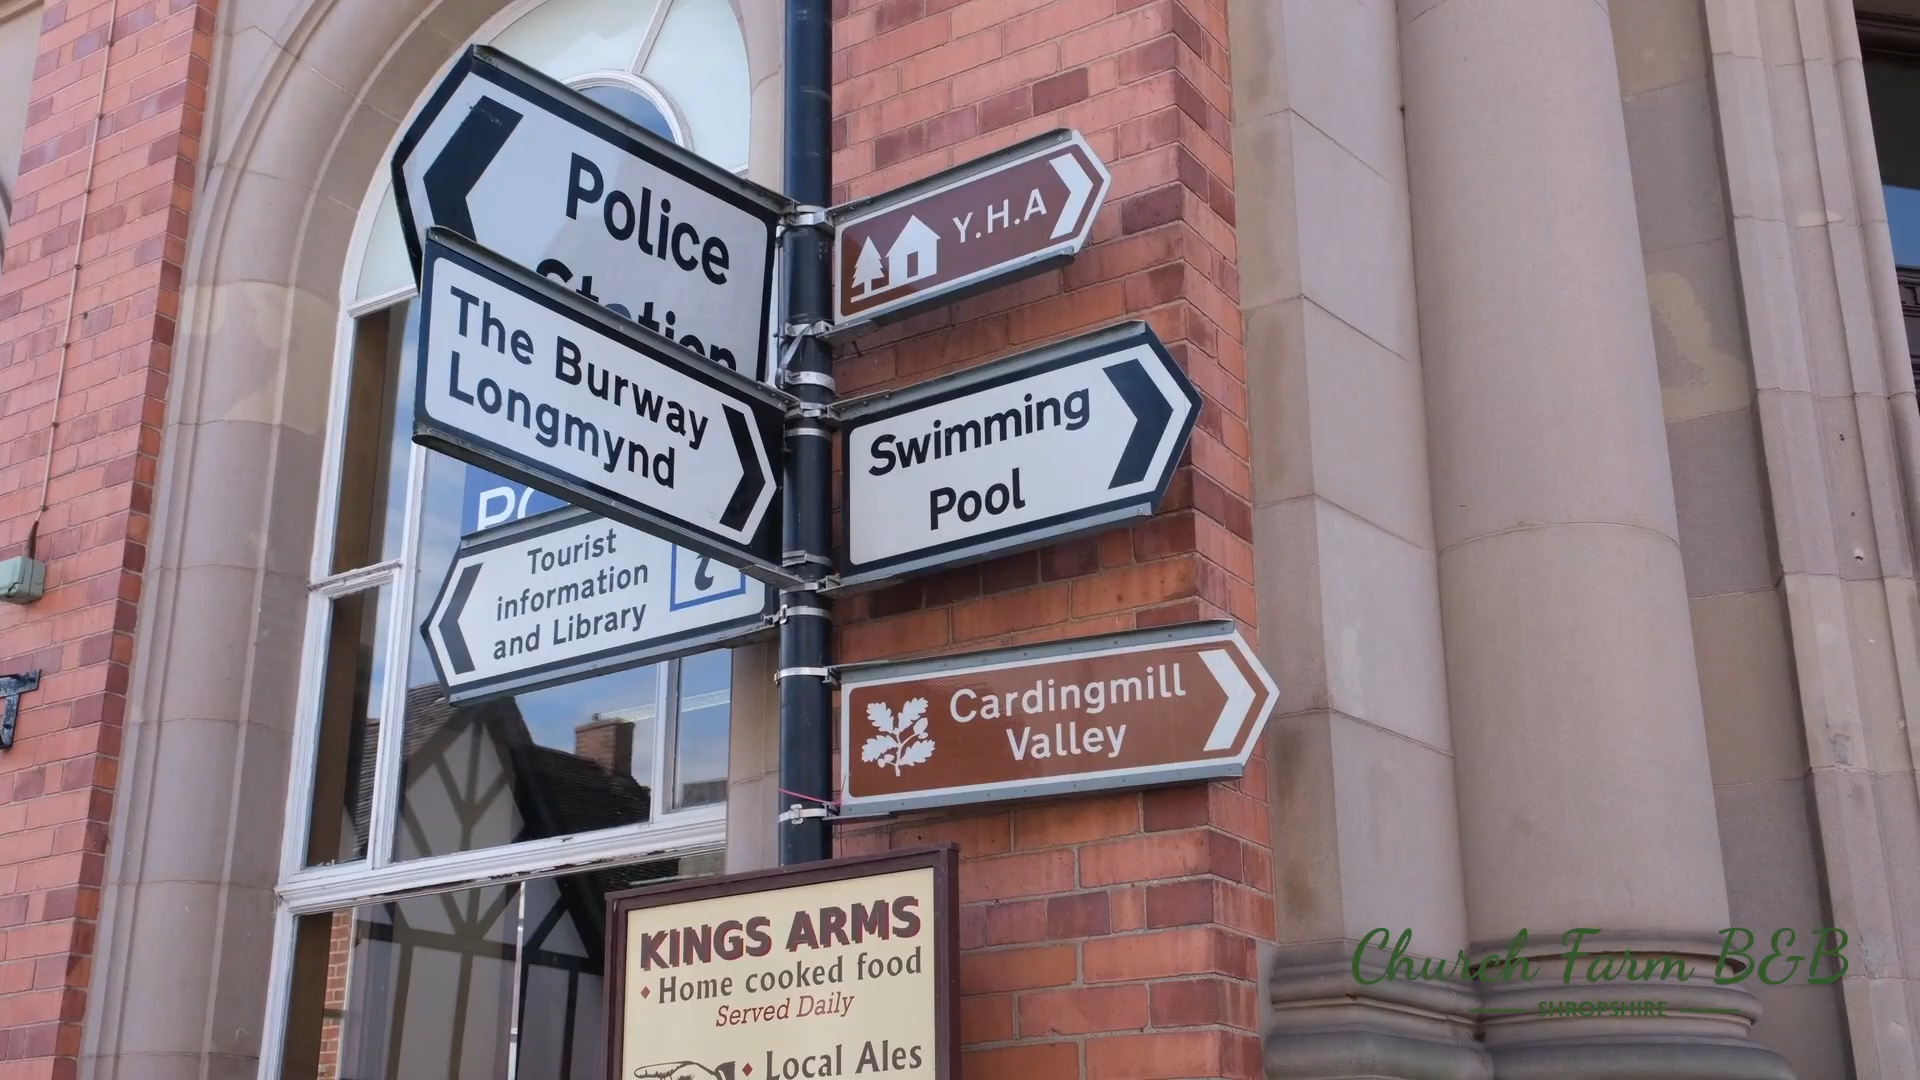 Police
Station
The Burway
Longmynd
Tourist
information
and Library
i
Y.H.A
Swimming
Pool
Cardingmill
Valley
KINGS ARMS
Home cooked food
Served Daily
Local Ales
Church Farm B&B
SHROPSHIRE